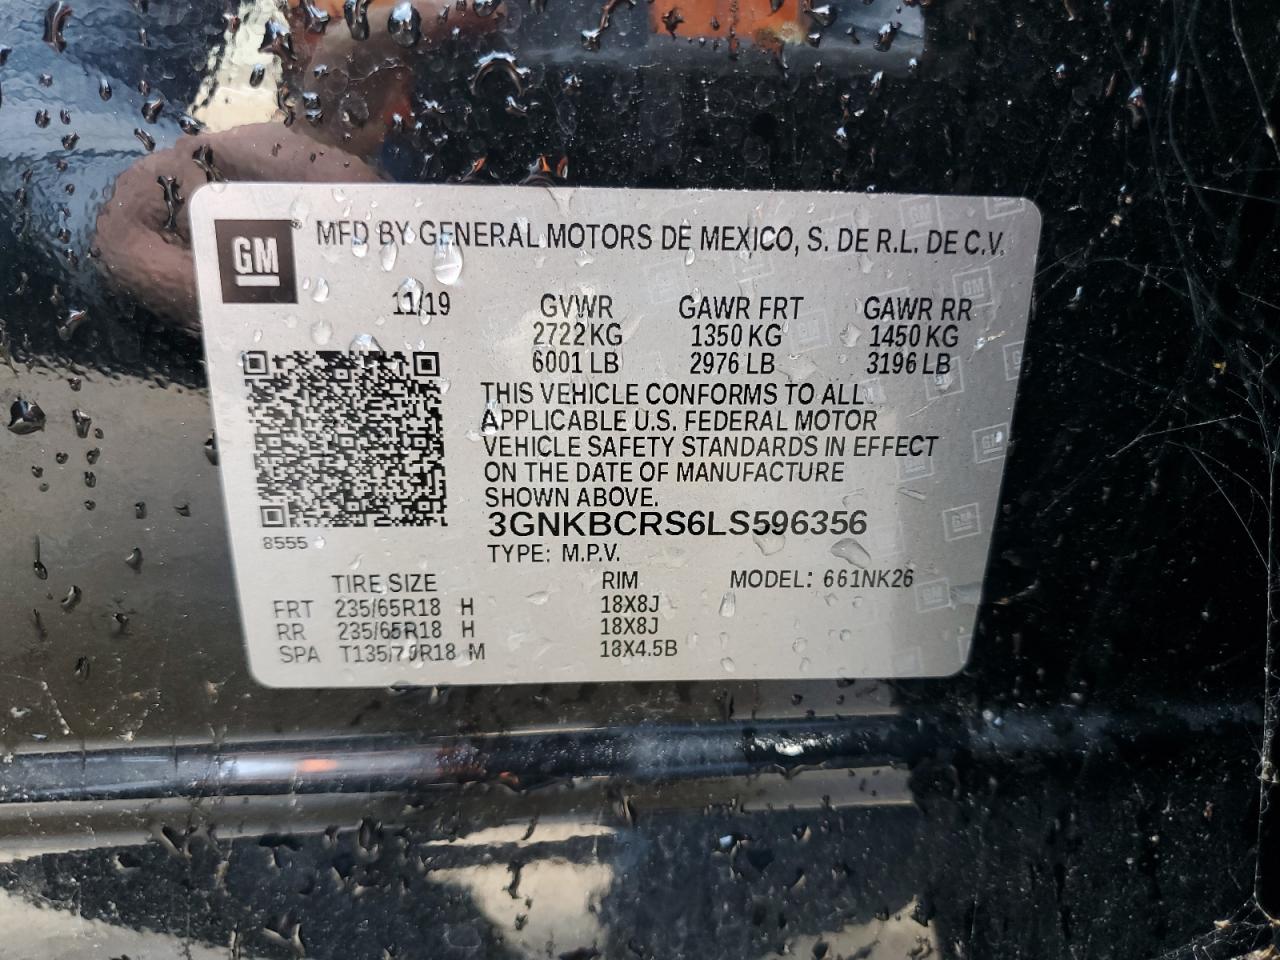 GM MFD BY GENERAL MOTORS DE MEXICO, S. DE R.L. DE C.V.
11/19 GVWR GAWR FRT GAWR RR
2722 KG 1350 KG 1450 KG
6001 LB 2976 LB 3196 LB
THIS VEHICLE CONFORMS TO ALL
APPLICABLE U.S. FEDERAL MOTOR
VEHICLE SAFETY STANDARDS IN EFFECT
ON THE DATE OF MANUFACTURE
SHOWN ABOVE.
3GNKBCRS6LS596356
8555 TYPE: M.P.V.
TIRE SIZE RIM MODEL: 661NK26
FRT 235/65R18 H 18X8J
RR 235/65R18 H 18X8J
SPA T135/70R18 M 18X4.5B